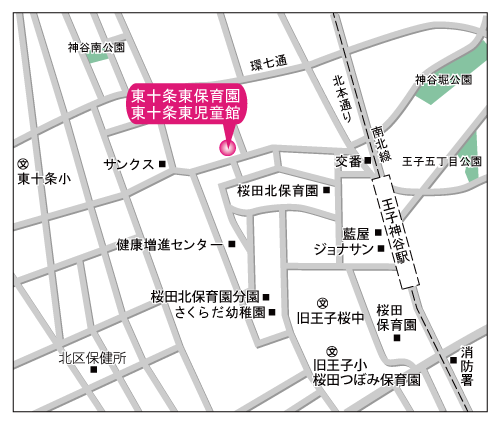 神谷南公園
環七通
北本通り
神谷堀公園
東十条東保育園
東十条東児童館
南北線
交番
王子五丁目公園
文
東十条小
サンクス
桜田北保育園
王子神谷駅
藍屋
ジョナサン
健康増進センター
桜田北保育園分園
さくらだ幼稚園
文
旧王子桜中
桜田
保育園
文
旧王子小
桜田つぼみ保育園
消防署
北区保健所